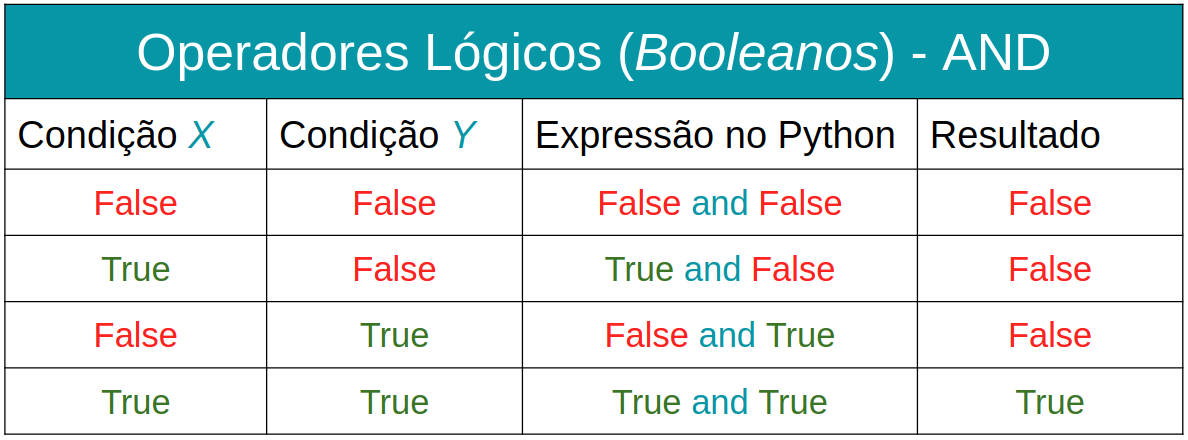 Operadores Lógicos (Booleanos) - AND
Condição X Condição Y Expressão no Python Resultado
False False False and False False
True False True and False False
False True False and True False
True True True and True True